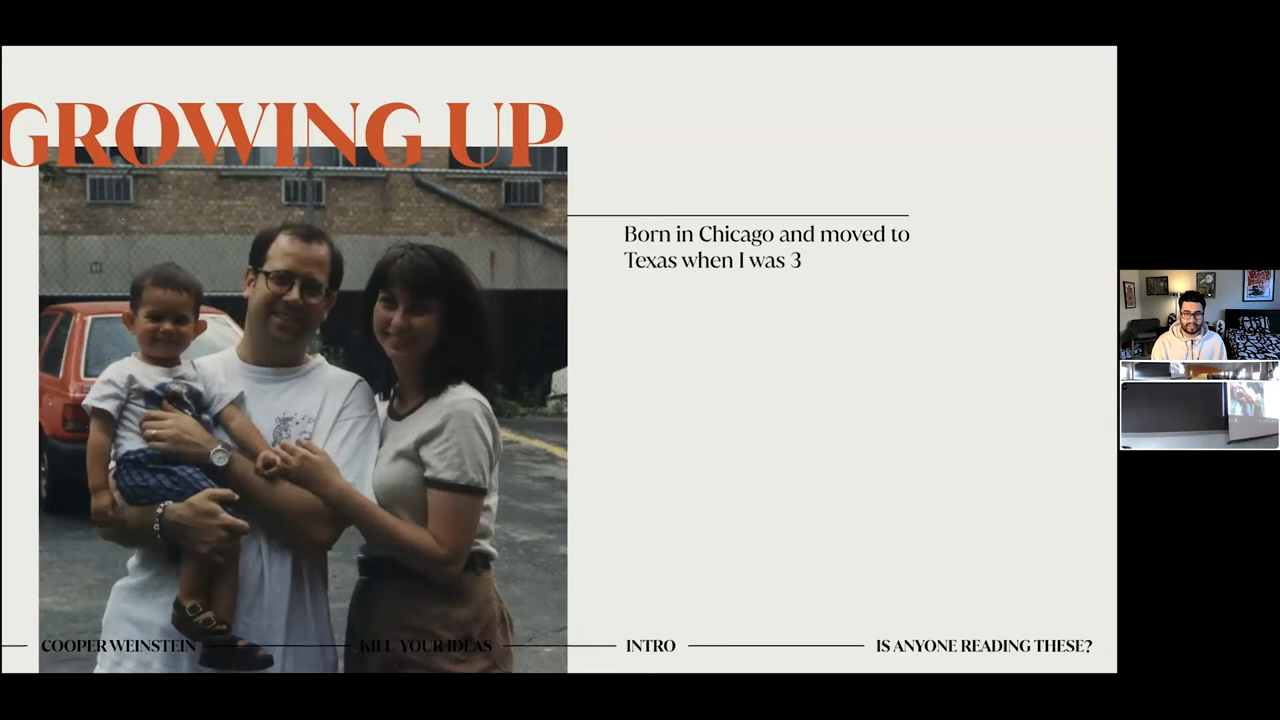 GROWING UP
Born in Chicago and moved to
Texas when I was 3
COOPER WEINSTEIN
KILL YOUR IDEAS
INTRO
IS ANYONE READING THESE?